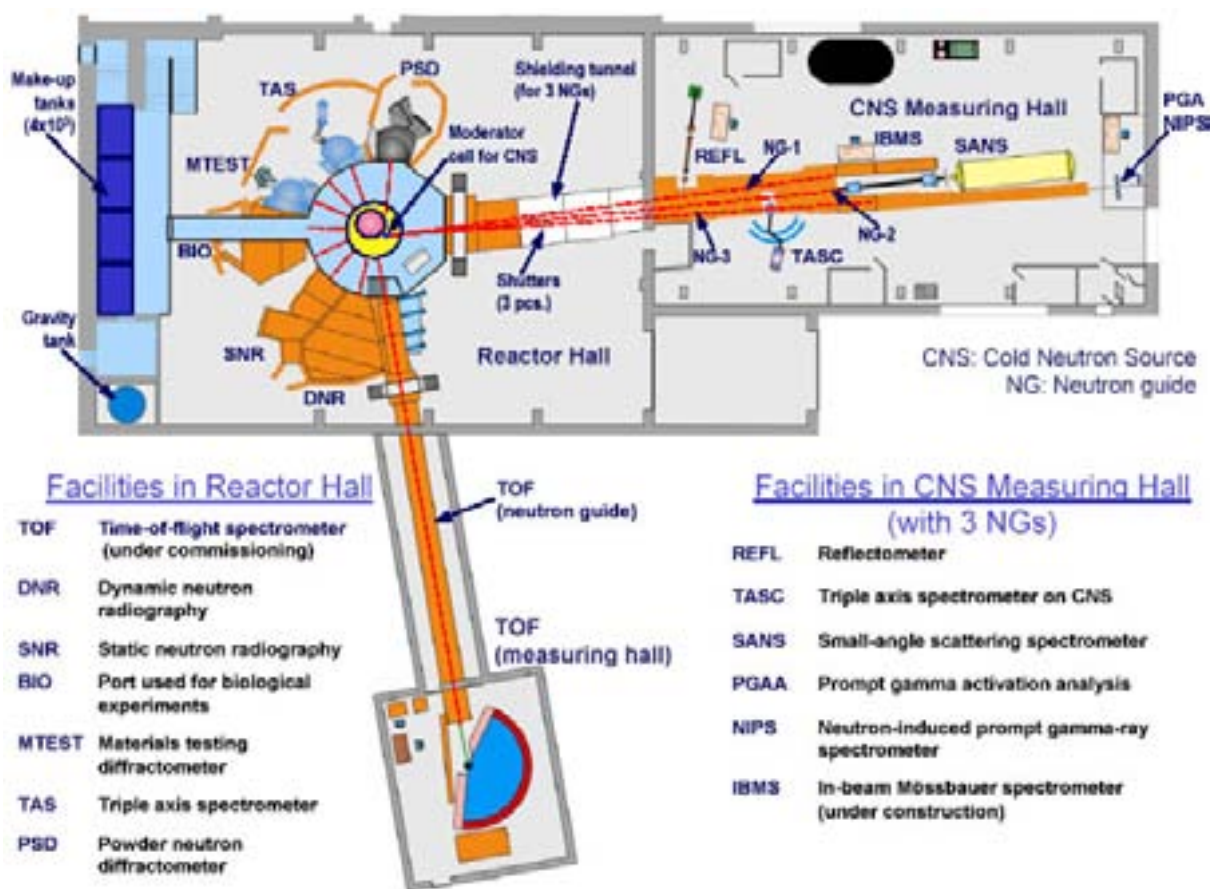 Make-up
tanks
TAS
PSD
Shielding tunnel
(for 3 NGs)
Moderator
cell for CNS
MTEST
BIO
Gravity
tank
SNR
DNR
Shutters
(3 pcs.)
Reactor Hall
CNS Measuring Hall
REFL
NG-1
IBMS
SANS
PGA
NIPS
NG-3
TASC
NG-2
CNS: Cold Neutron Source
NG: Neutron guide
TOF
(neutron guide)
TOF
(measuring hall)
Facilities in Reactor Hall
TOF Time-of-flight spectrometer
(under commissioning)
DNR Dynamic neutron
radiography
SNR Static neutron radiography
BIO Port used for biological
experiments
MTEST Materials testing
diffractometer
TAS Triple axis spectrometer
PSD Powder neutron
diffractometer
Facilities in CNS Measuring Hall
(with 3 NGs)
REFL Reflectometer
TASC Triple axis spectrometer on CNS
SANS Small-angle scattering spectrometer
PGAA Prompt gamma activation analysis
NIPS Neutron-induced prompt gamma-ray
spectrometer
IBMS In-beam Mössbauer spectrometer
(under construction)